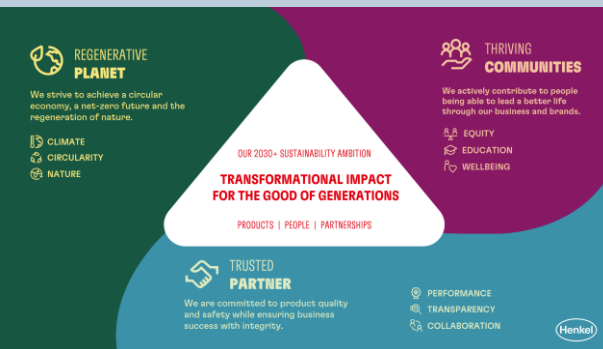 REGENERATIVE
PLANET
We strive to achieve a circular
economy, a net-zero future and the
regeneration of nature.
CLIMATE
CIRCULARITY
NATURE
THRIVING
COMMUNITIES
We actively contribute to people
being able to lead a better life
through our business and brands.
EQUITY
EDUCATION
WELLBEING
OUR 2030+ SUSTAINABILITY AMBITION
TRANSFORMATIONAL IMPACT
FOR THE GOOD OF GENERATIONS
PRODUCTS | PEOPLE | PARTNERSHIPS
TRUSTED
PARTNER
We are committed to product quality
and safety while ensuring business
success with integrity.
PERFORMANCE
TRANSPARENCY
COLLABORATION
Henkel